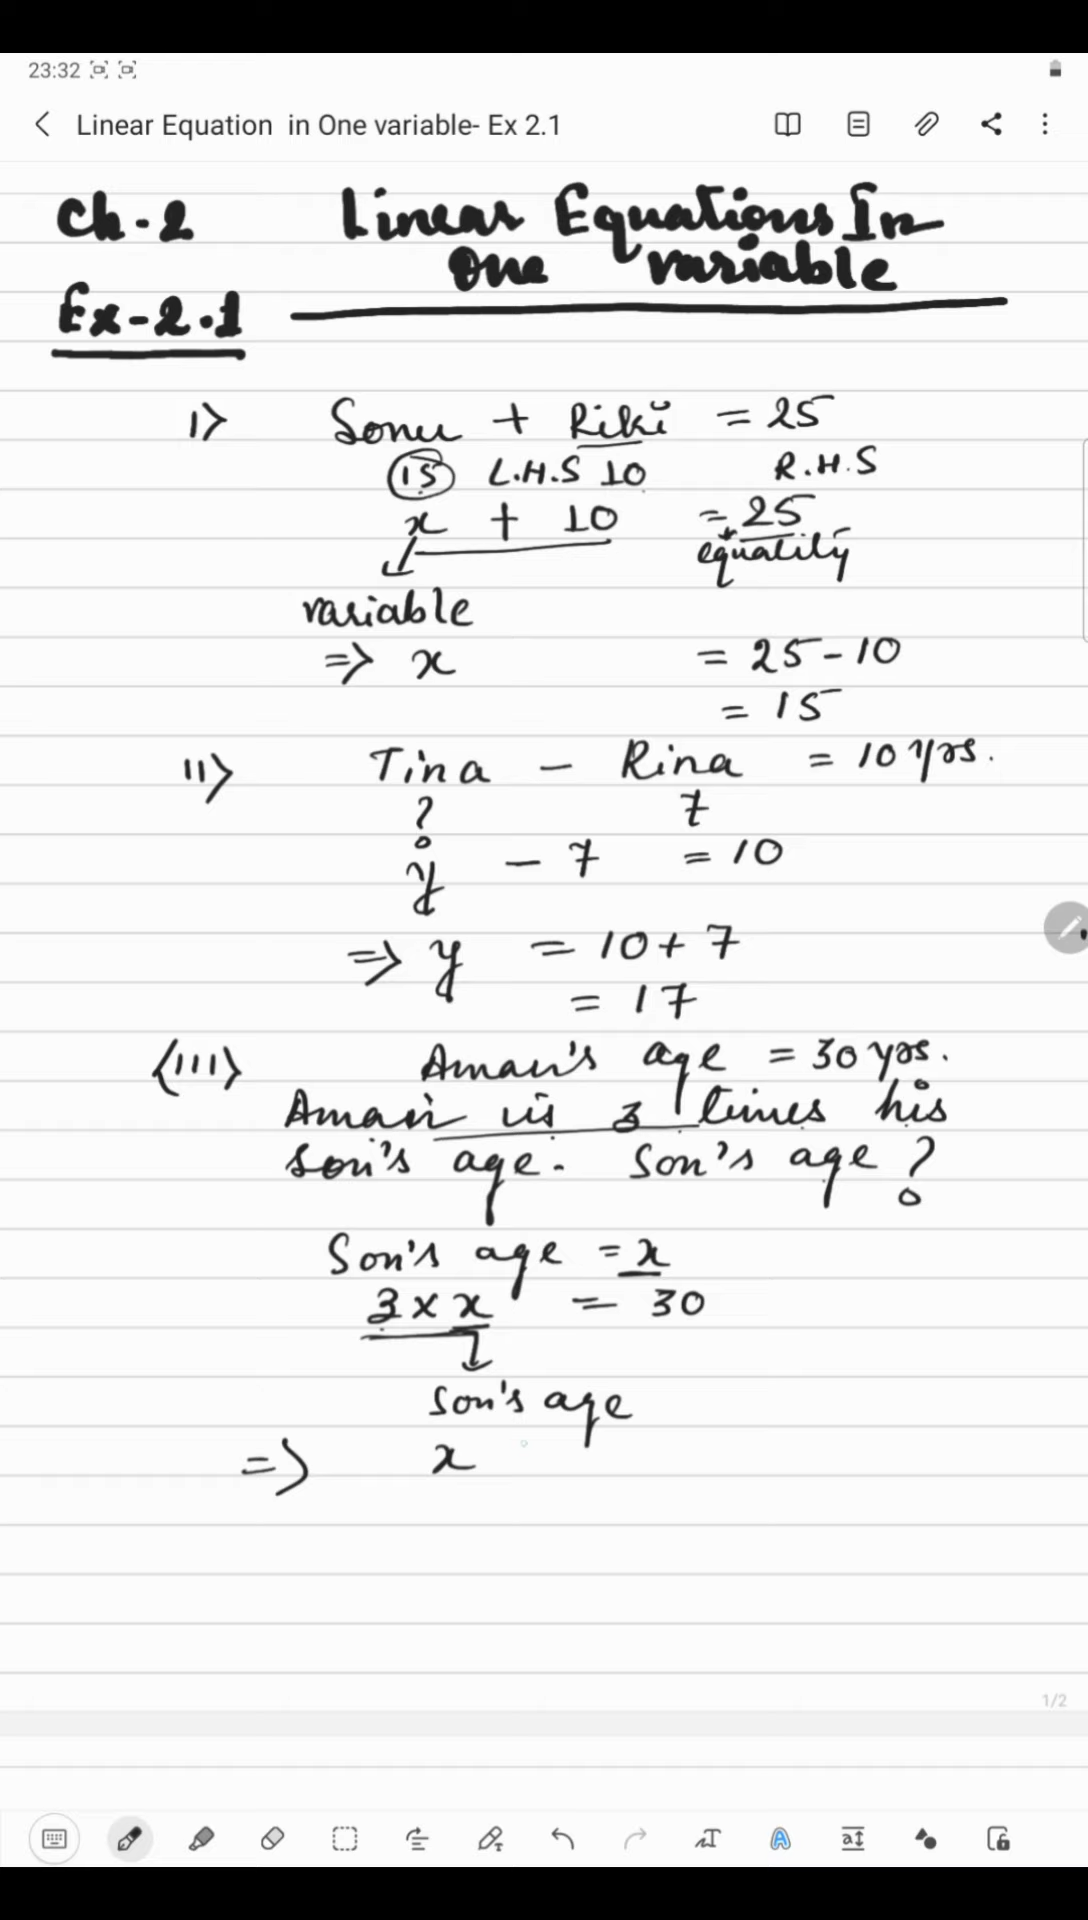 23:32
Linear Equation in One variable- Ex 2.1
Ch-2 Linear Equations In
One variable
Ex-2.1
1> Sonu + Riki = 25
15 L.H.S 10 R.H.S
x + 10 = 25
equality
variable
=> x = 25 - 10
= 15
11> Tina - Rina = 10 yrs.
? 7
y - 7 = 10
=> y = 10 + 7
= 17
(111) Aman's age = 30 yrs.
Aman is 3 times his
son's age. Son's age?
Son's age = x
3 x x = 30
son's age
=> x
1/2